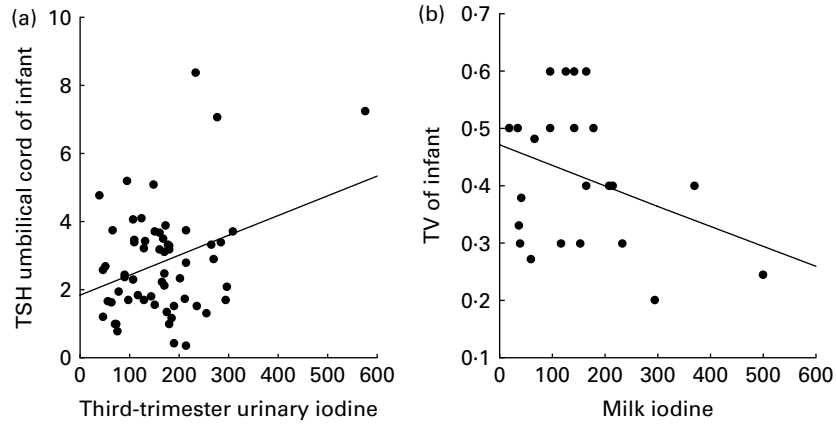 (a)
10
8
6
4
2
0
TSH umbilical cord of infant
0 100 200 300 400 500 600
Third-trimester urinary iodine
(b)
0·7
0·6
0·5
0·4
0·3
0·2
0·1
TV of infant
0 100 200 300 400 500 600
Milk iodine